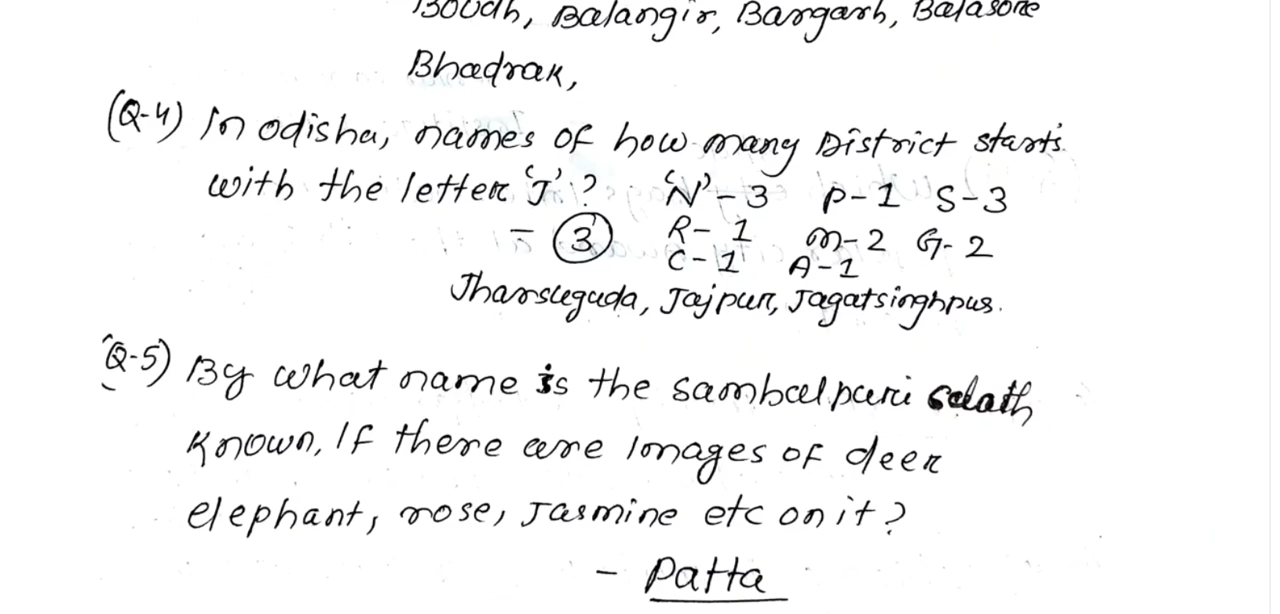 Boudh, Balangir, Bargarh, Balasore
Bhadrak,
(Q-4) In odisha, names of how many District starts
with the letter 'J' ? 'N' - 3 P - 1 S - 3
= 3 R - 1 m - 2 G - 2
C - 1 A - 1
Jharsuguda, Jajpur, Jagatsinghpur.
(Q-5) By what name is the sambalpuri cloath
known, If there are Images of deer
elephant, rose, Jasmine etc on it ?
- Patta